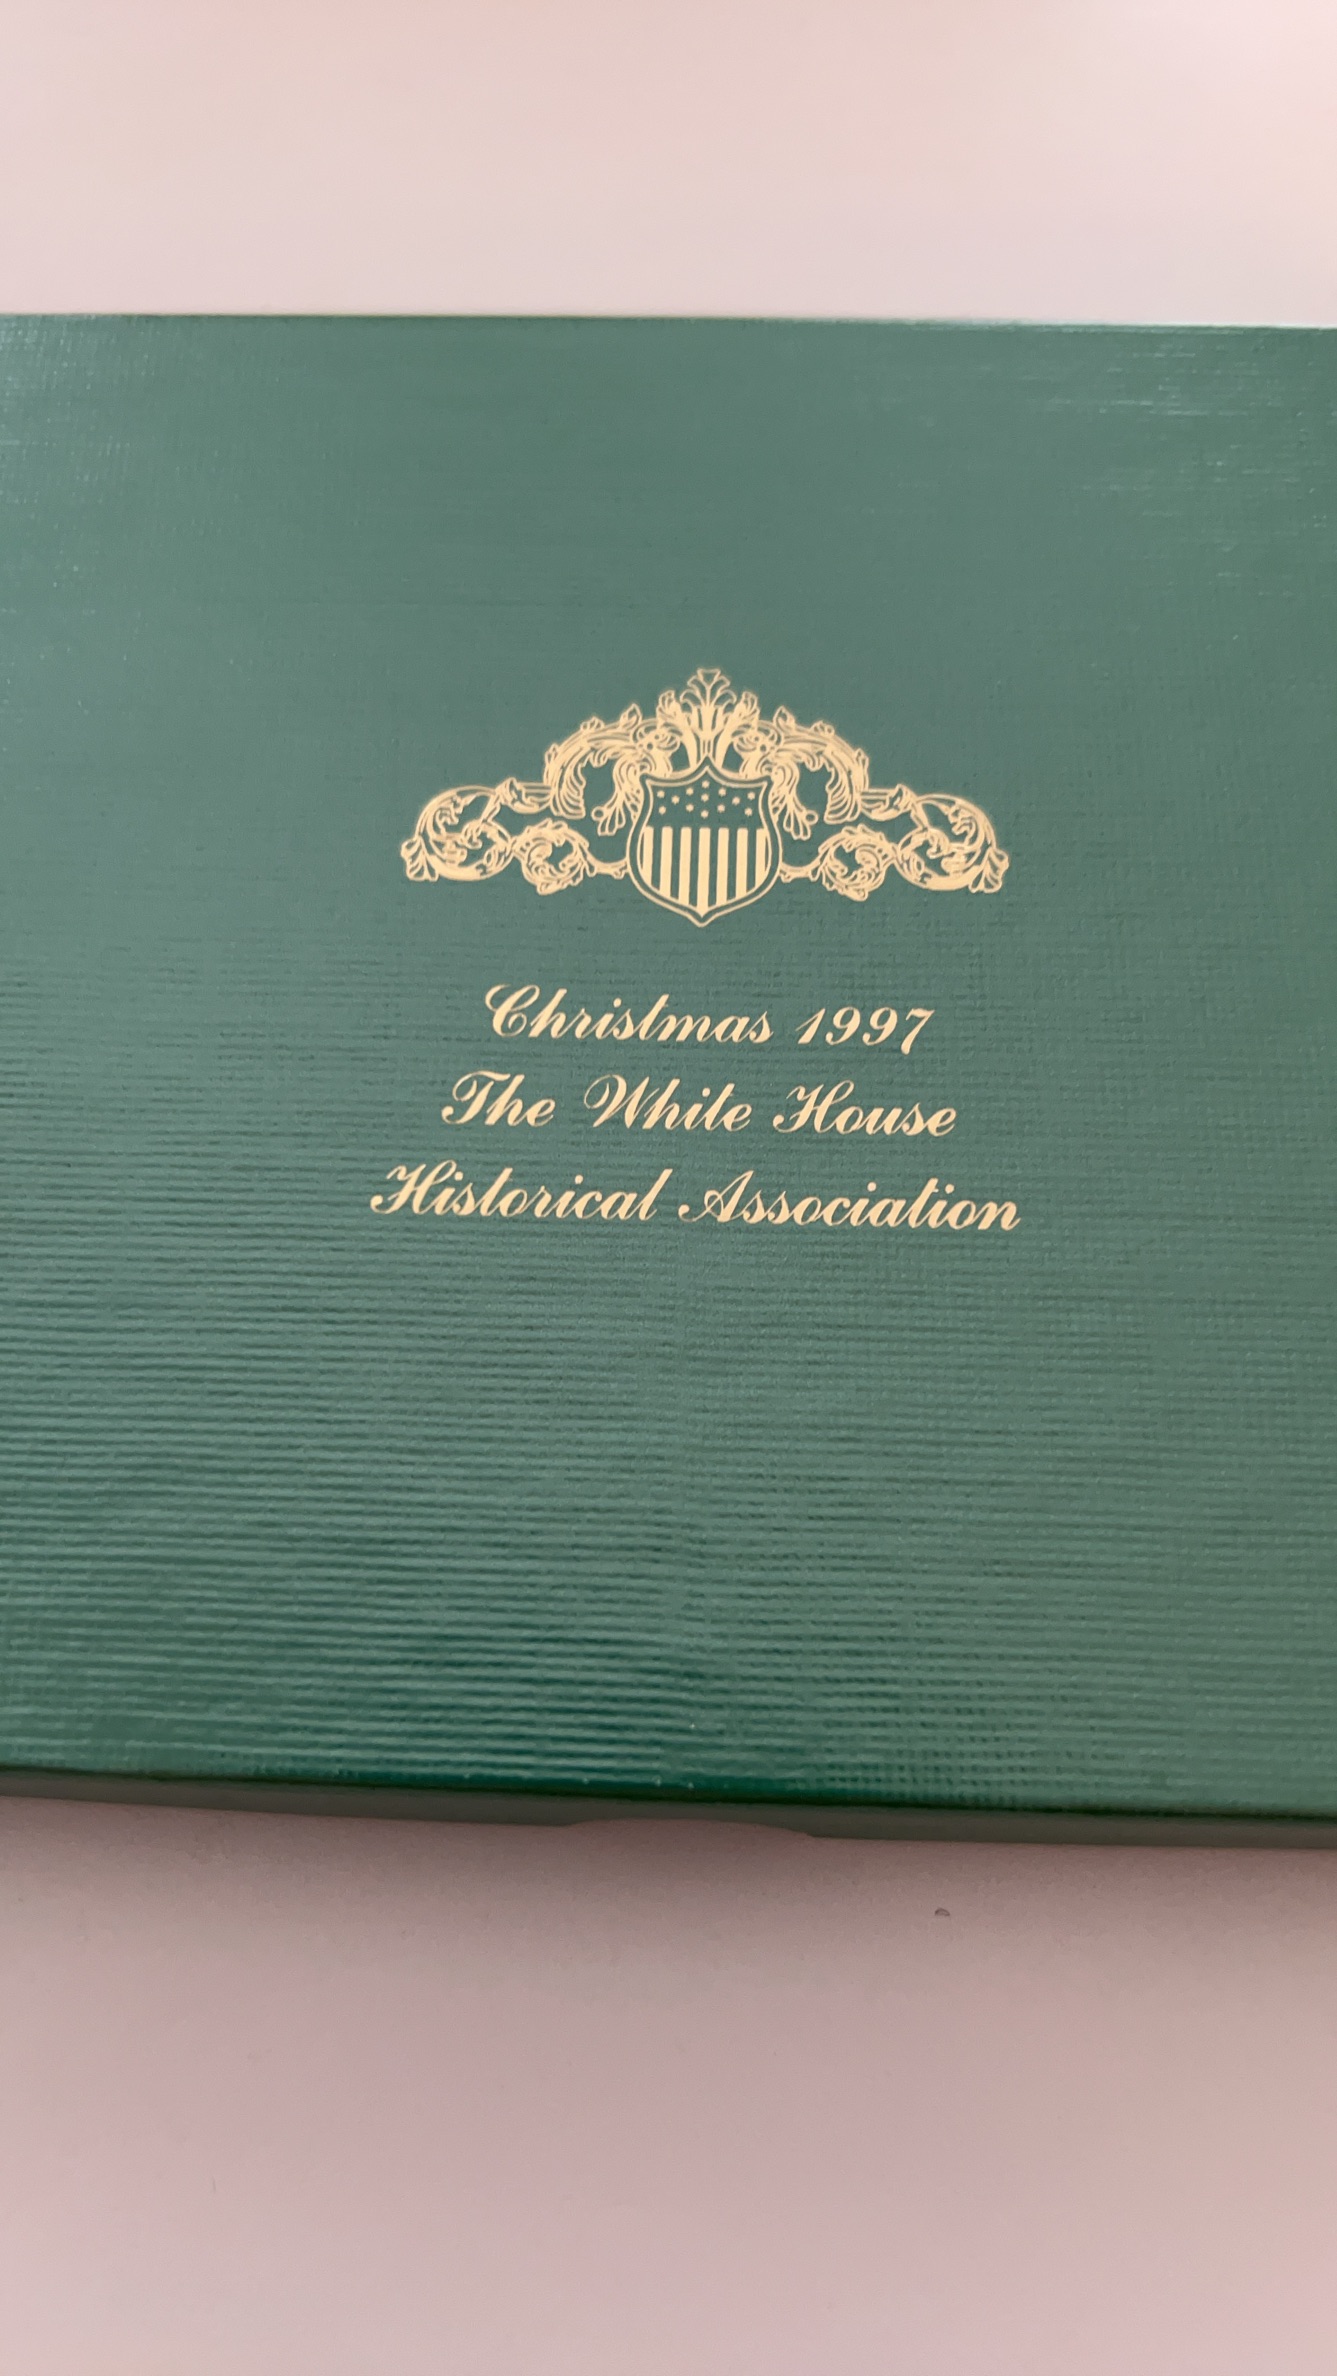 Christmas 1997
The White House
Historical Association